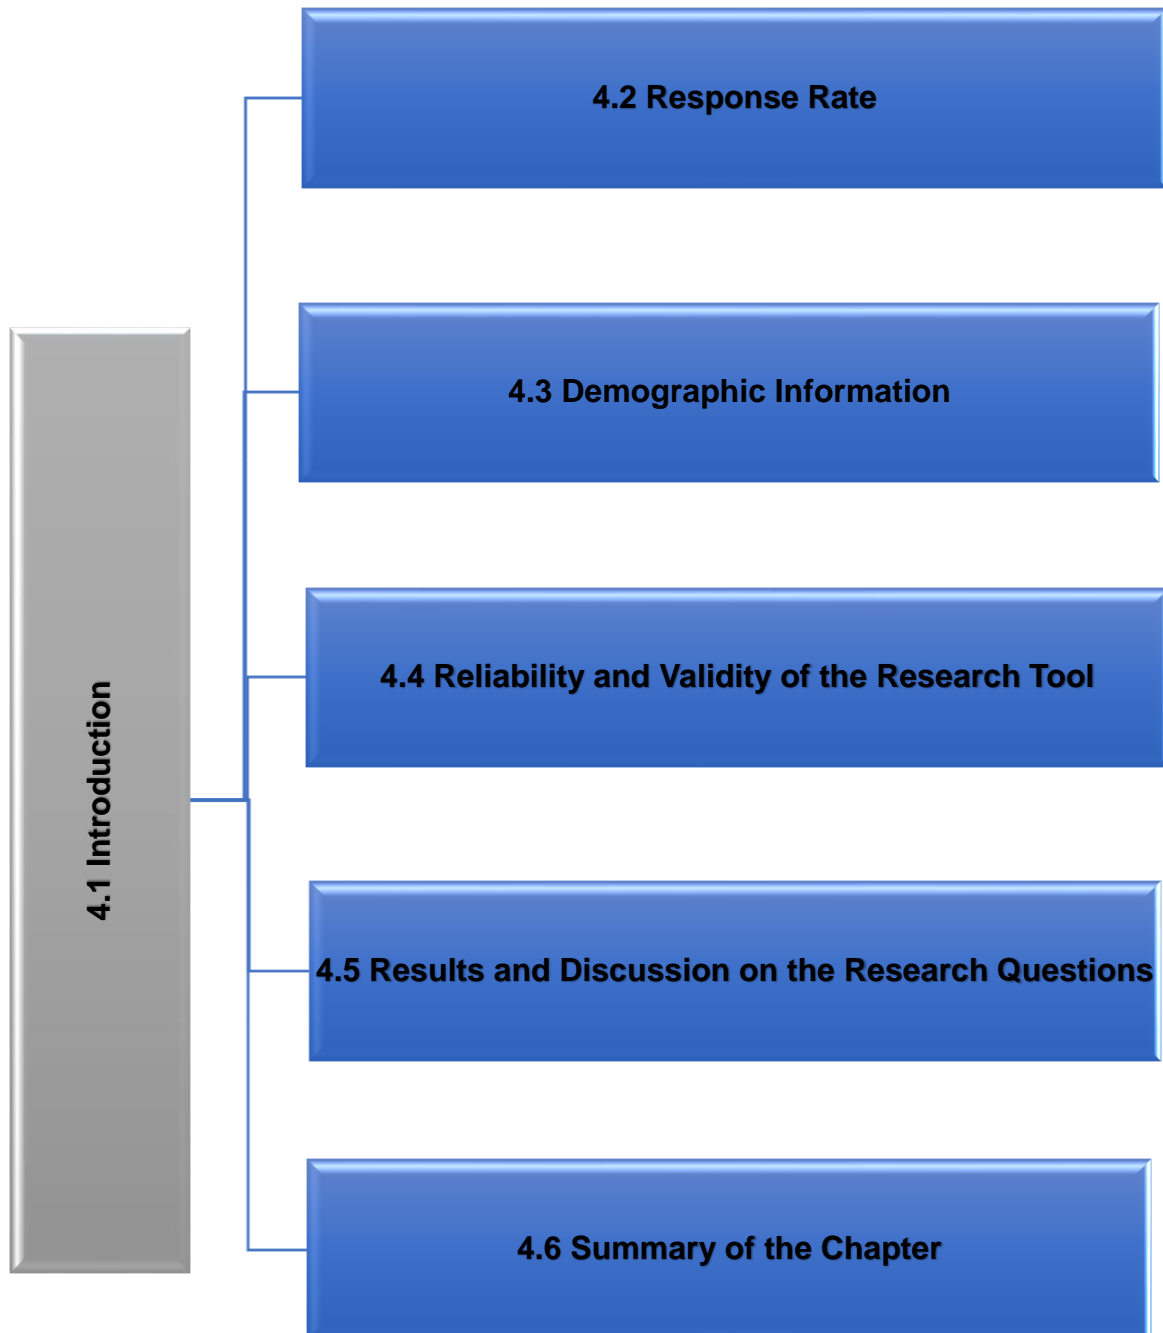 4.1 Introduction
4.2 Response Rate
4.3 Demographic Information
4.4 Reliability and Validity of the Research Tool
4.5 Results and Discussion on the Research Questions
4.6 Summary of the Chapter